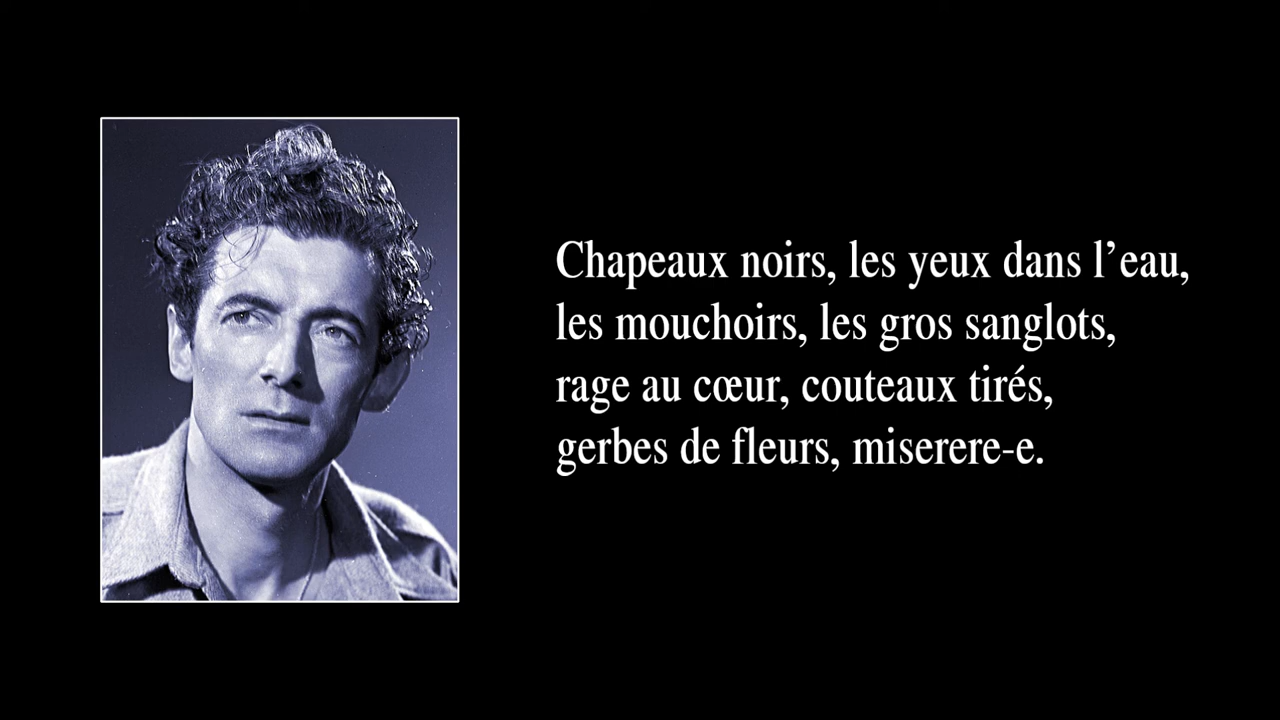 Chapeaux noirs, les yeux dans l’eau,
les mouchoirs, les gros sanglots,
rage au cœur, couteaux tirés,
gerbes de fleurs, miserere-e.